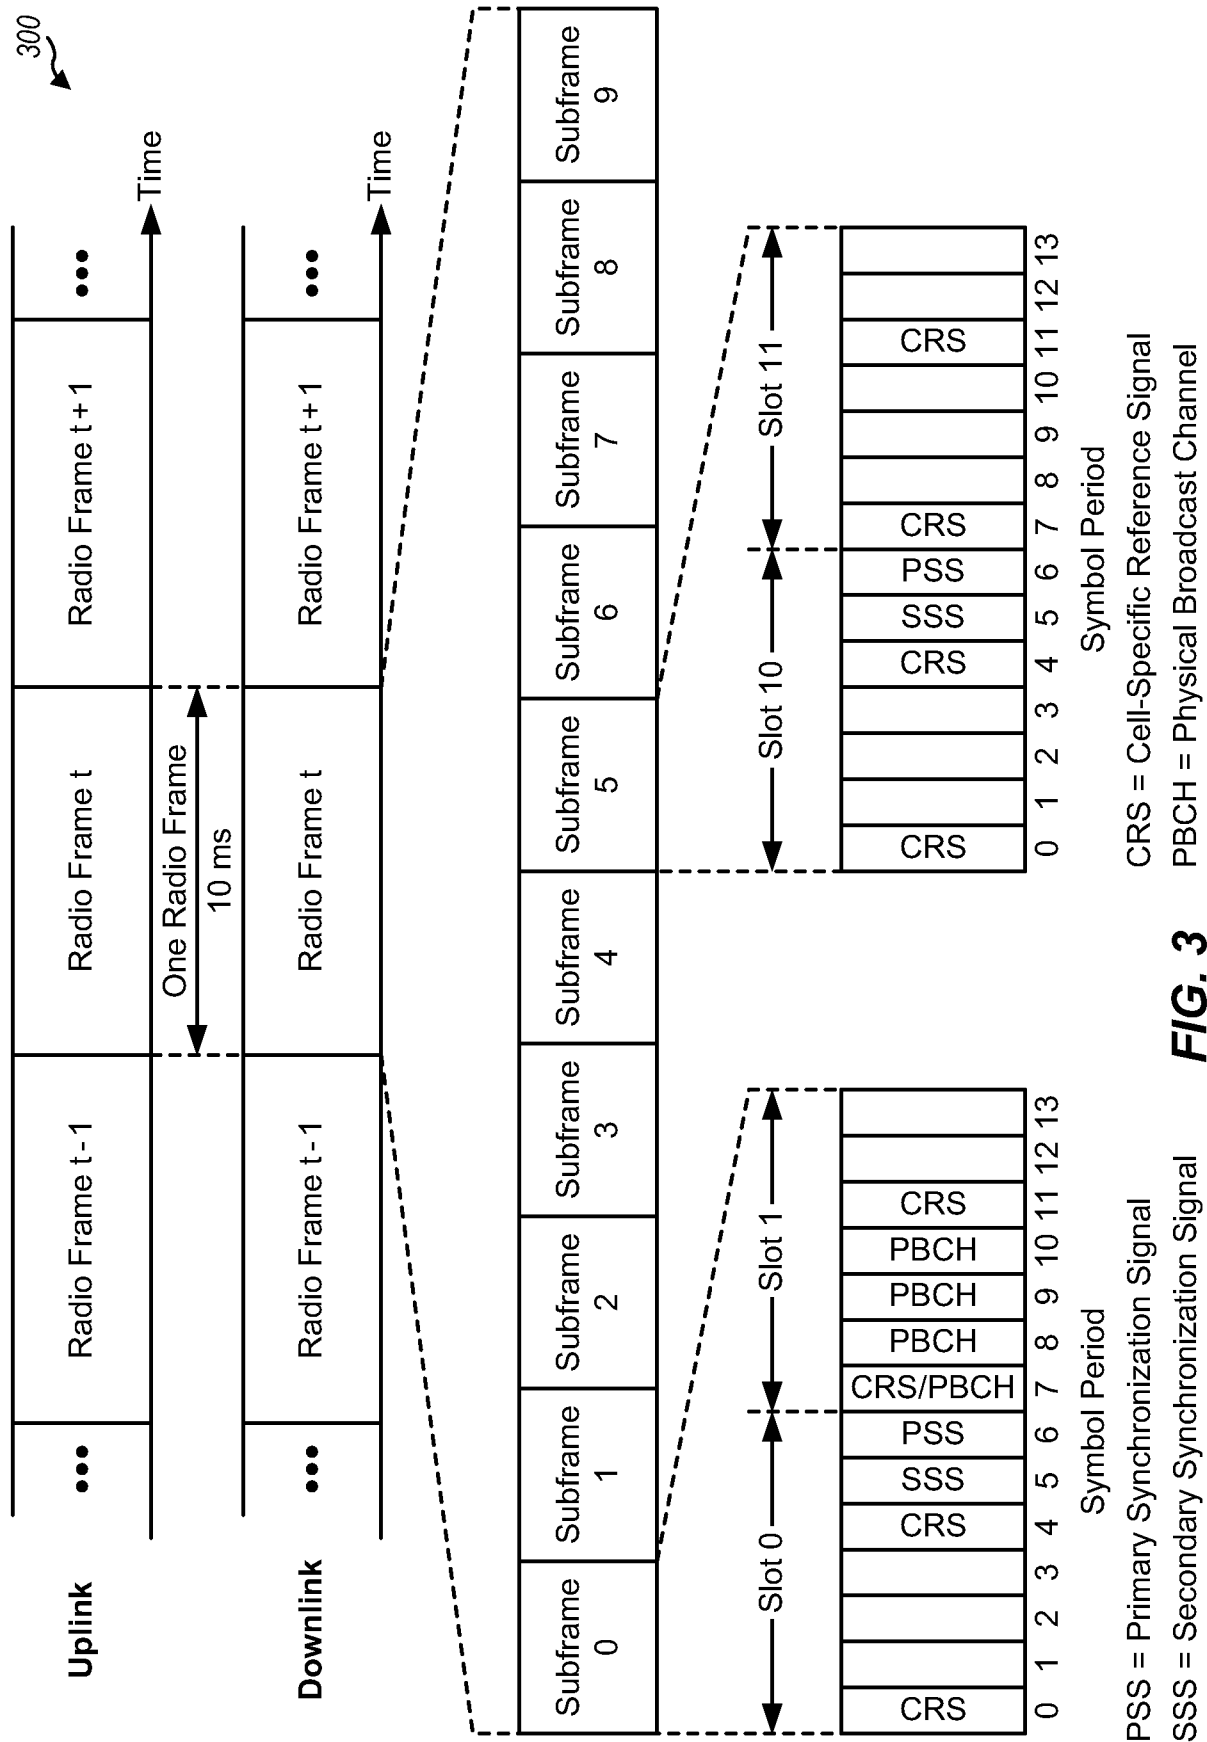 300
Uplink
•••
Radio Frame t - 1
Radio Frame t
Radio Frame t + 1
•••
Time
One Radio Frame
10 ms
Downlink
•••
Radio Frame t - 1
Radio Frame t
Radio Frame t + 1
•••
Time
Subframe 0
Subframe 1
Subframe 2
Subframe 3
Subframe 4
Subframe 5
Subframe 6
Subframe 7
Subframe 8
Subframe 9
Slot 0
Slot 1
CRS
CRS
SSS
PSS
CRS/PBCH
PBCH
PBCH
PBCH
CRS
0 1 2 3 4 5 6 7 8 9 10 11 12 13
Symbol Period
Slot 10
Slot 11
CRS
CRS
SSS
PSS
CRS
CRS
0 1 2 3 4 5 6 7 8 9 10 11 12 13
Symbol Period
PSS = Primary Synchronization Signal
SSS = Secondary Synchronization Signal
CRS = Cell-Specific Reference Signal
PBCH = Physical Broadcast Channel
FIG. 3